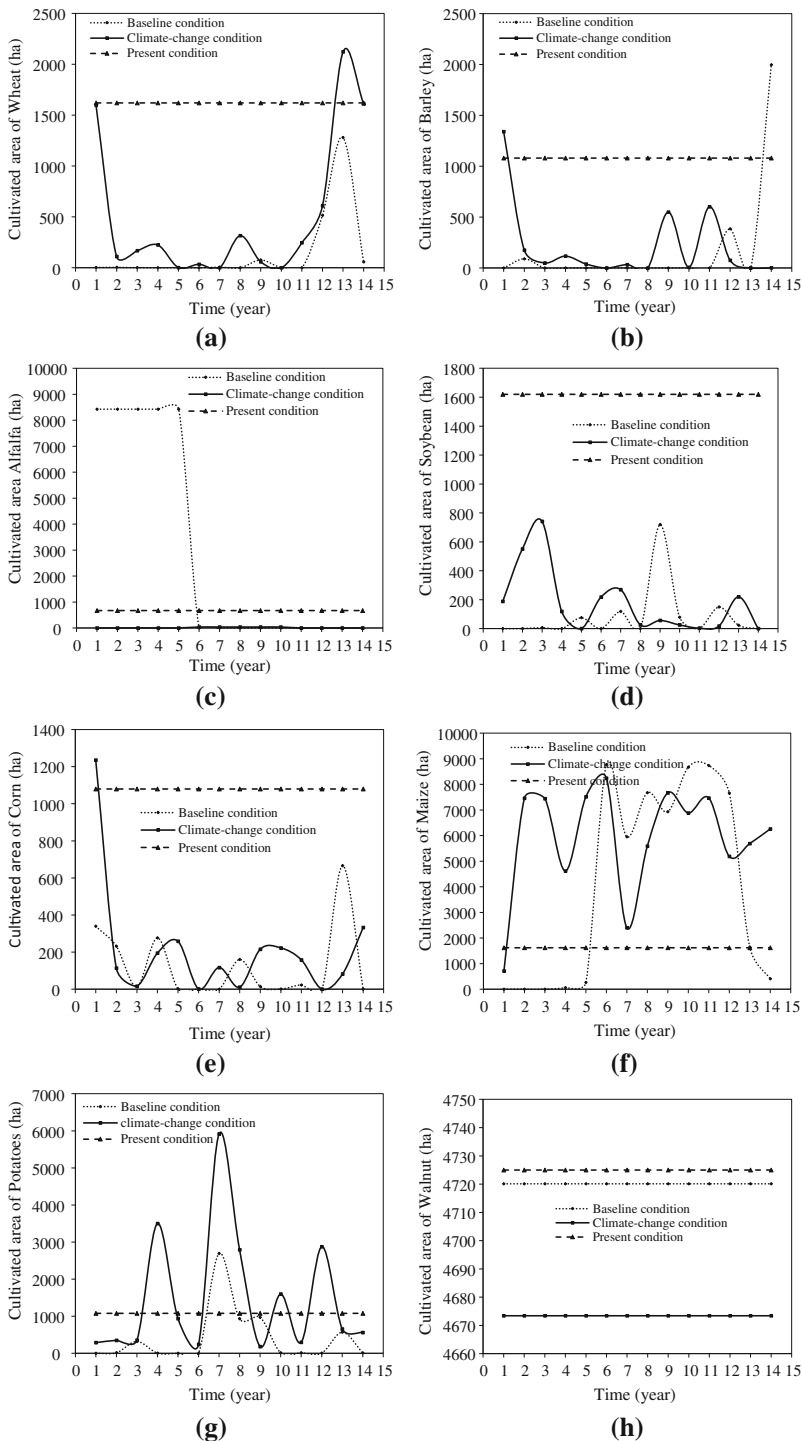 Baseline condition
Climate-change condition
Present condition
Cultivated area of Wheat (ha)
2500
2000
1500
1000
500
0
0 1 2 3 4 5 6 7 8 9 10 11 12 13 14 15
Time (year)
(a)
Baseline condition
Climate-change condition
Present condition
Cultivated area of Barley (ha)
2500
2000
1500
1000
500
0
0 1 2 3 4 5 6 7 8 9 10 11 12 13 14 15
Time (year)
(b)
Baseline condition
Climate-change condition
Present condition
Cultivated area Alfalfa (ha)
10000
9000
8000
7000
6000
5000
4000
3000
2000
1000
0
0 1 2 3 4 5 6 7 8 9 10 11 12 13 14 15
Time (year)
(c)
Baseline condition
Climate-change condition
Present condition
Cultivated area of Soybean (ha)
1800
1600
1400
1200
1000
800
600
400
200
0
0 1 2 3 4 5 6 7 8 9 10 11 12 13 14 15
Time (year)
(d)
Baseline condition
Climate-change condition
Present condition
Cultivated area of Corn (ha)
1400
1200
1000
800
600
400
200
0
0 1 2 3 4 5 6 7 8 9 10 11 12 13 14 15
Time (year)
(e)
Baseline condition
Climate-change condition
Present condition
Cultivated area of Maize (ha)
10000
9000
8000
7000
6000
5000
4000
3000
2000
1000
0
0 1 2 3 4 5 6 7 8 9 10 11 12 13 14 15
Time (year)
(f)
Baseline condition
climate-change condition
Present condition
Cultivated area of Potatoes (ha)
7000
6000
5000
4000
3000
2000
1000
0
0 1 2 3 4 5 6 7 8 9 10 11 12 13 14 15
Time (year)
(g)
Baseline condition
Climate-change condition
Present condition
Cultivated area of Walnut (ha)
4750
4740
4730
4720
4710
4700
4690
4680
4670
4660
0 1 2 3 4 5 6 7 8 9 10 11 12 13 14 15
Time (year)
(h)